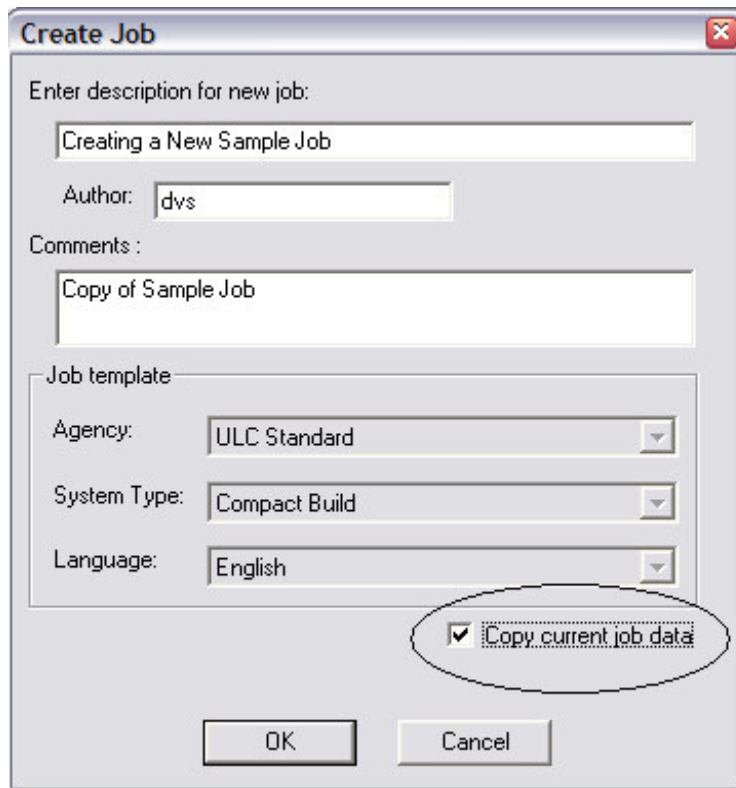 Create Job
Enter description for new job:
Creating a New Sample Job
Author: dvs
Comments :
Copy of Sample Job
Job template
Agency: ULC Standard
System Type: Compact Build
Language: English
Copy current job data
OK Cancel